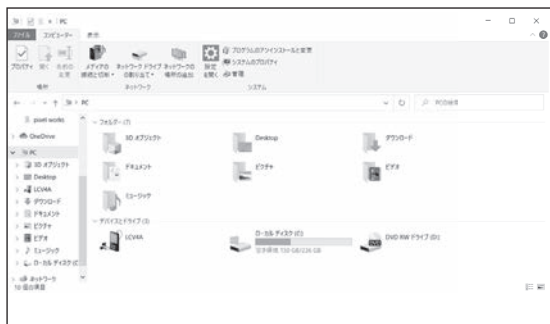 PC
ファイル コンピューター 表示
プロパティ 開く 名前の変更
メディアの接続と切断 ネットワーク ドライブの割り当て ネットワークの場所の追加
設定を開く
プログラムのアンインストールと変更
システムのプロパティ
管理
場所 ネットワーク システム
PC
PCの検索
pixel works
OneDrive
PC
3D オブジェクト
Desktop
LCV4A
ダウンロード
ドキュメント
ピクチャ
ビデオ
ミュージック
ローカル ディスク (C
ネットワーク
10 個の項目
フォルダー (7)
3D オブジェクト Desktop ダウンロード
ドキュメント ピクチャ ビデオ
ミュージック
デバイスとドライブ (3)
LCV4A ローカル ディスク (C:) DVD RW ドライブ (D:)